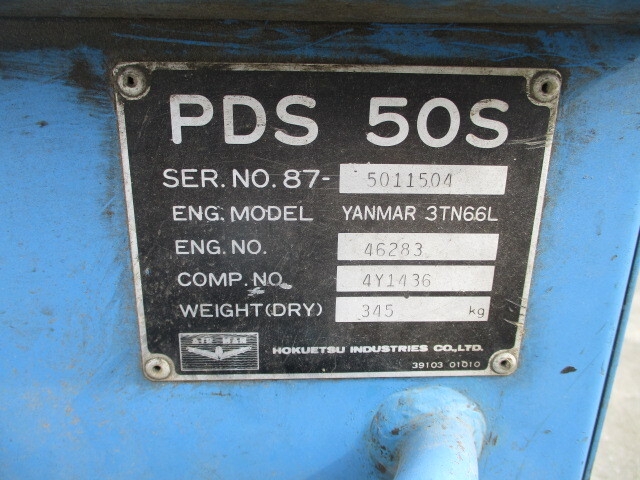 PDS 50S
SER.NO.87- 5011504
ENG.MODEL YANMAR 3TN66L
ENG.NO. 46283
COMP.NO. 4Y1436
WEIGHT(DRY) 345 kg
AIR MAN
HOKUETSU INDUSTRIES CO.,LTD.
39103 01010